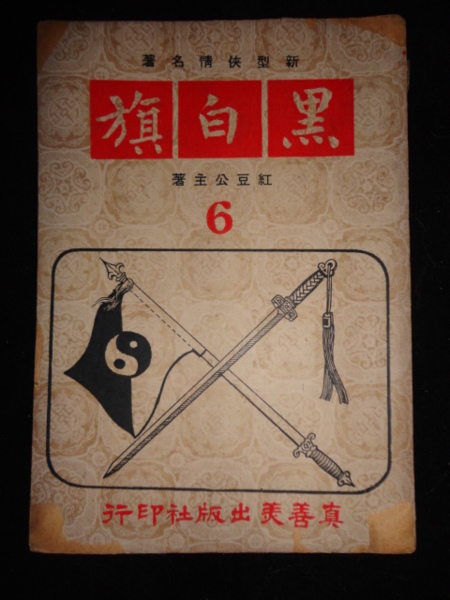 新型俠情名著
黑白旗
紅豆公主著
6
真善美出版社印行